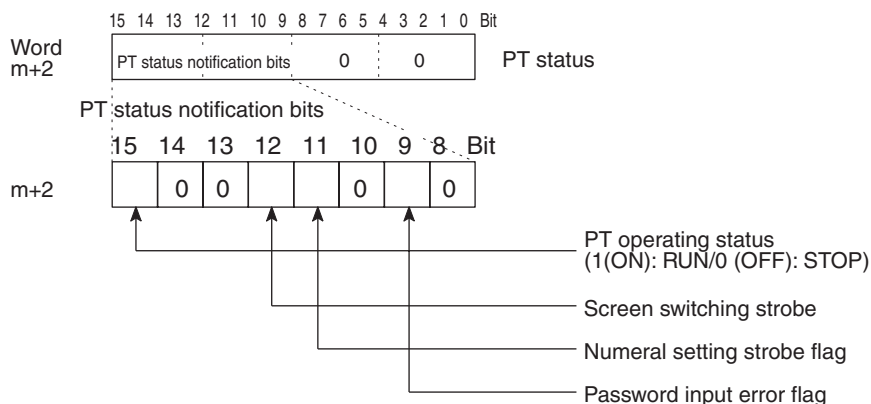 15 14 13 12 11 10 9 8 7 6 5 4 3 2 1 0 Bit
Word
m+2
PT status notification bits 0 0
PT status
PT status notification bits
15 14 13 12 11 10 9 8 Bit
m+2
0 0 0 0
PT operating status
(1(ON): RUN/0 (OFF): STOP)
Screen switching strobe
Numeral setting strobe flag
Password input error flag